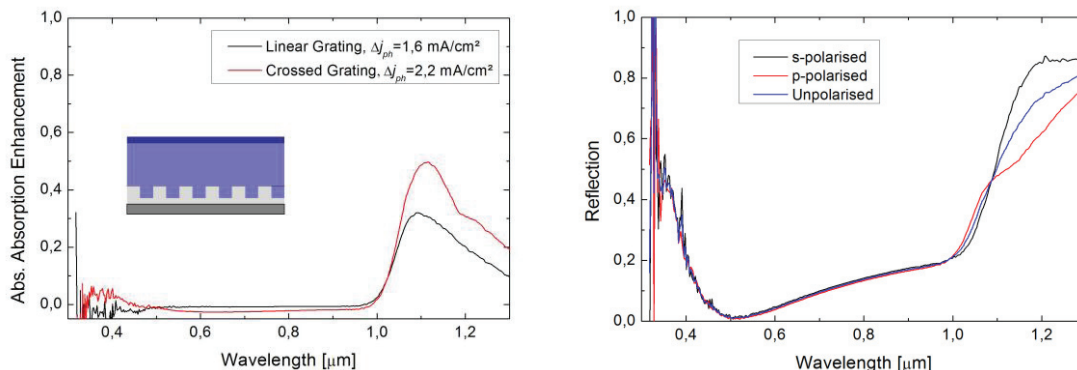 Abs. Absorption Enhancement
1,0
0,8
0,6
0,4
0,2
0,0
Linear Grating, Δjph=1,6 mA/cm²
Crossed Grating, Δjph=2,2 mA/cm²
0,4 0,6 0,8 1,0 1,2
Wavelength [µm]
Reflection
1,0
0,8
0,6
0,4
0,2
0,0
s-polarised
p-polarised
Unpolarised
0,4 0,6 0,8 1,0 1,2
Wavelength [µm]